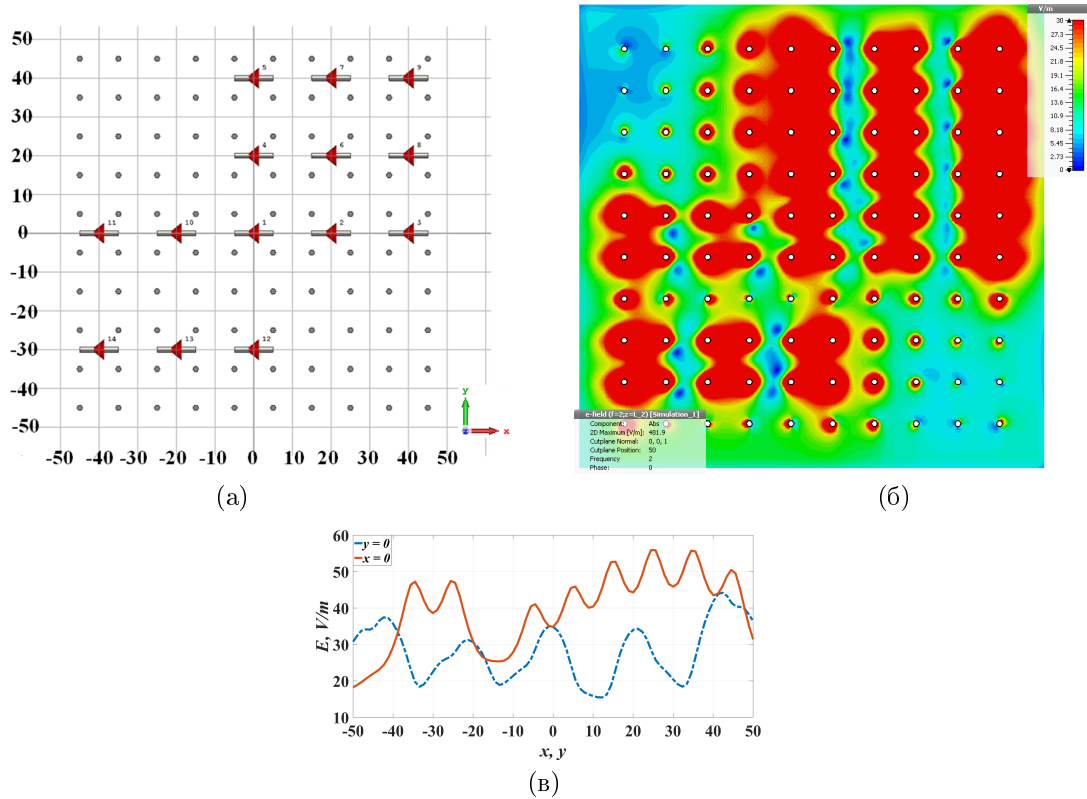 50
40
30
20
10
0
-10
-20
-30
-40
-50
-50 -40 -30 -20 -10 0 10 20 30 40 50
5 7 9
4 6 8
11 10 1 2 3
14 13 12
y
z x
(а)
V/m
30
27.3
24.5
21.8
19.1
16.4
13.6
10.9
8.18
5.45
2.73
0
e-field (f=2;z=L_2) [Simulation_1]
Component: Abs
2D Maximum [V/m]: 481.9
Cutplane Normal: 0, 0, 1
Cutplane Position: 50
Frequency 2
Phase: 0
(б)
y = 0
x = 0
E, V/m
60
50
40
30
20
10
-50 -40 -30 -20 -10 0 10 20 30 40 50
x, y
(в)